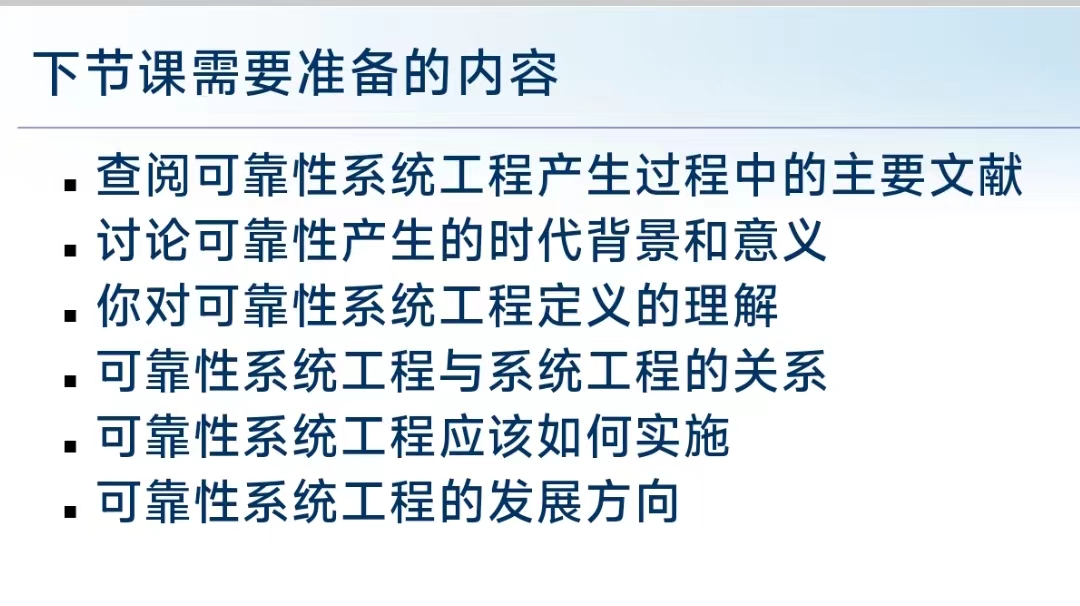 下节课需要准备的内容
▪ 查阅可靠性系统工程产生过程中的主要文献
▪ 讨论可靠性产生的时代背景和意义
▪ 你对可靠性系统工程定义的理解
▪ 可靠性系统工程与系统工程的关系
▪ 可靠性系统工程应该如何实施
▪ 可靠性系统工程的发展方向